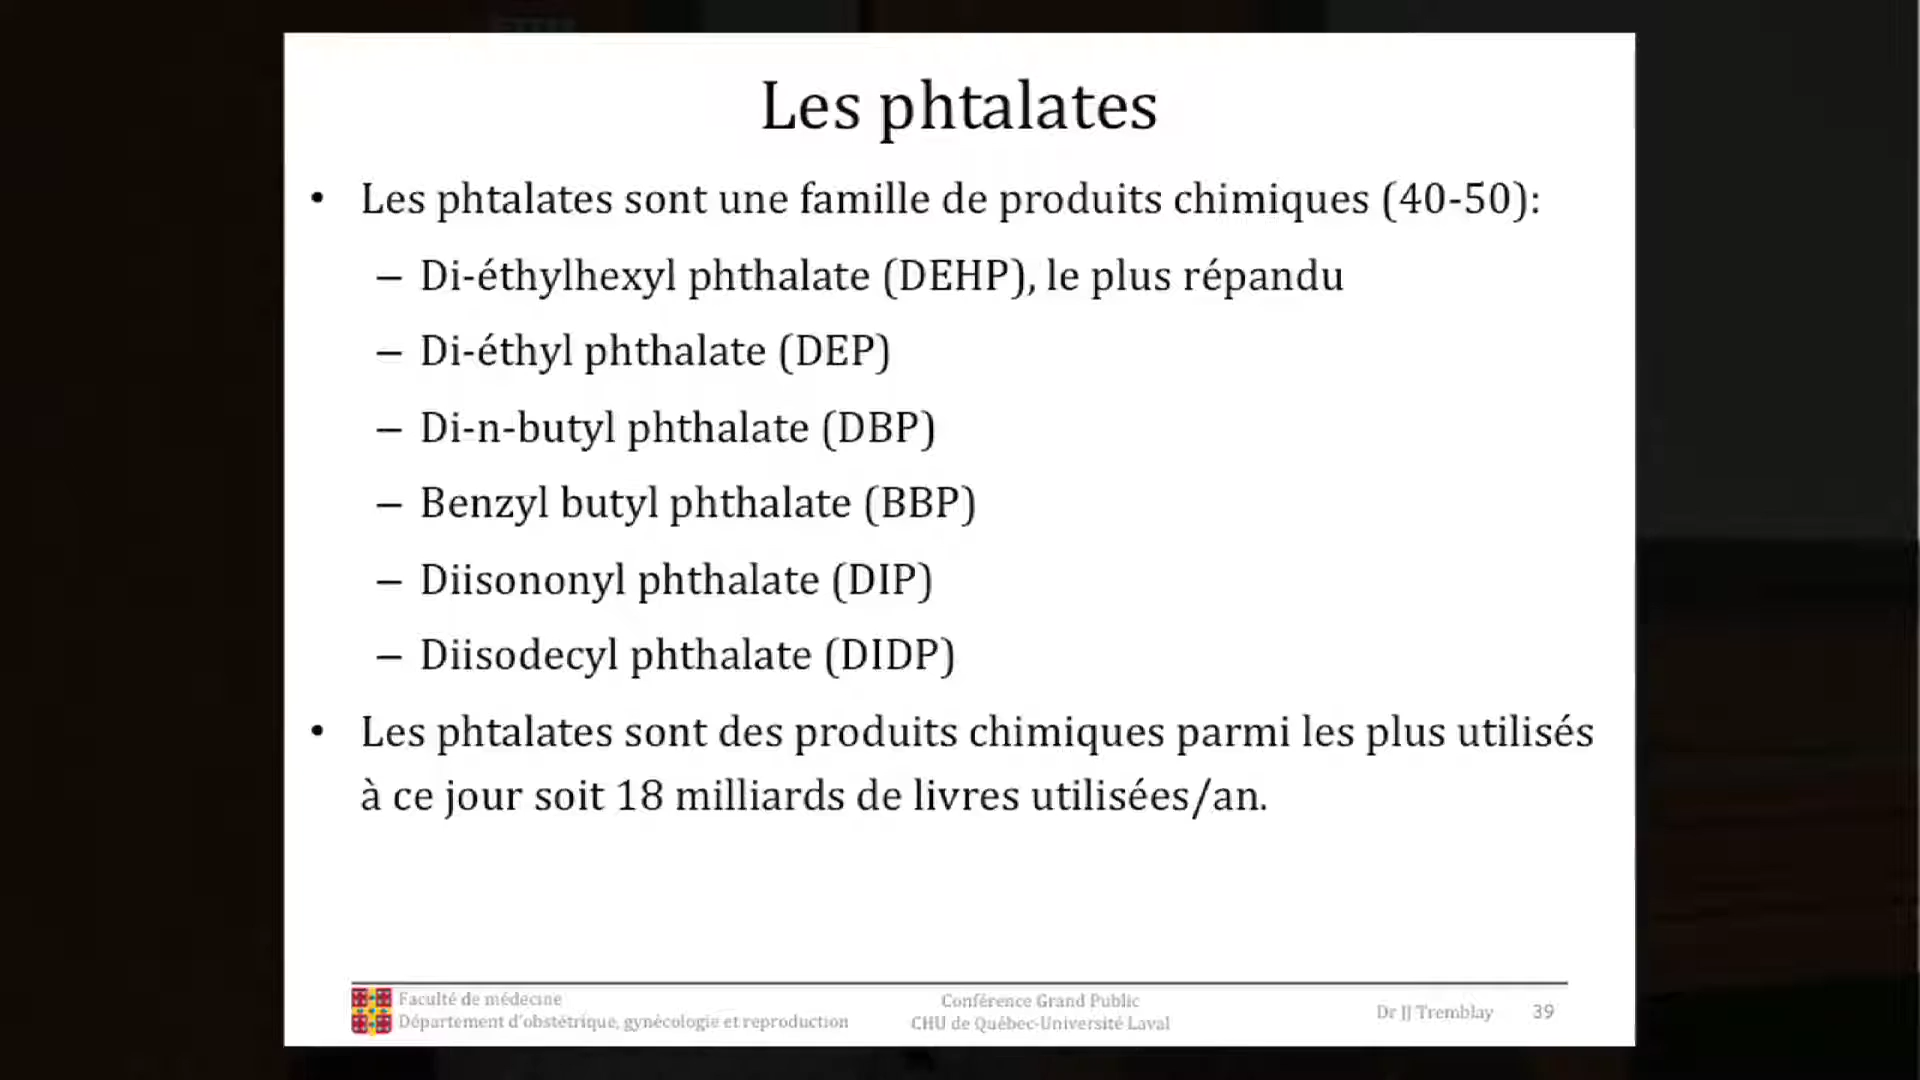 Les phtalates
• Les phtalates sont une famille de produits chimiques (40-50):
– Di-éthylhexyl phthalate (DEHP), le plus répandu
– Di-éthyl phthalate (DEP)
– Di-n-butyl phthalate (DBP)
– Benzyl butyl phthalate (BBP)
– Diisononyl phthalate (DIP)
– Diisodecyl phthalate (DIDP)
• Les phtalates sont des produits chimiques parmi les plus utilisés
à ce jour soit 18 milliards de livres utilisées/an.
Faculté de médecine
Département d'obstétrique, gynécologie et reproduction
Conférence Grand Public
CHU de Québec-Université Laval
Dr JJ Tremblay 39